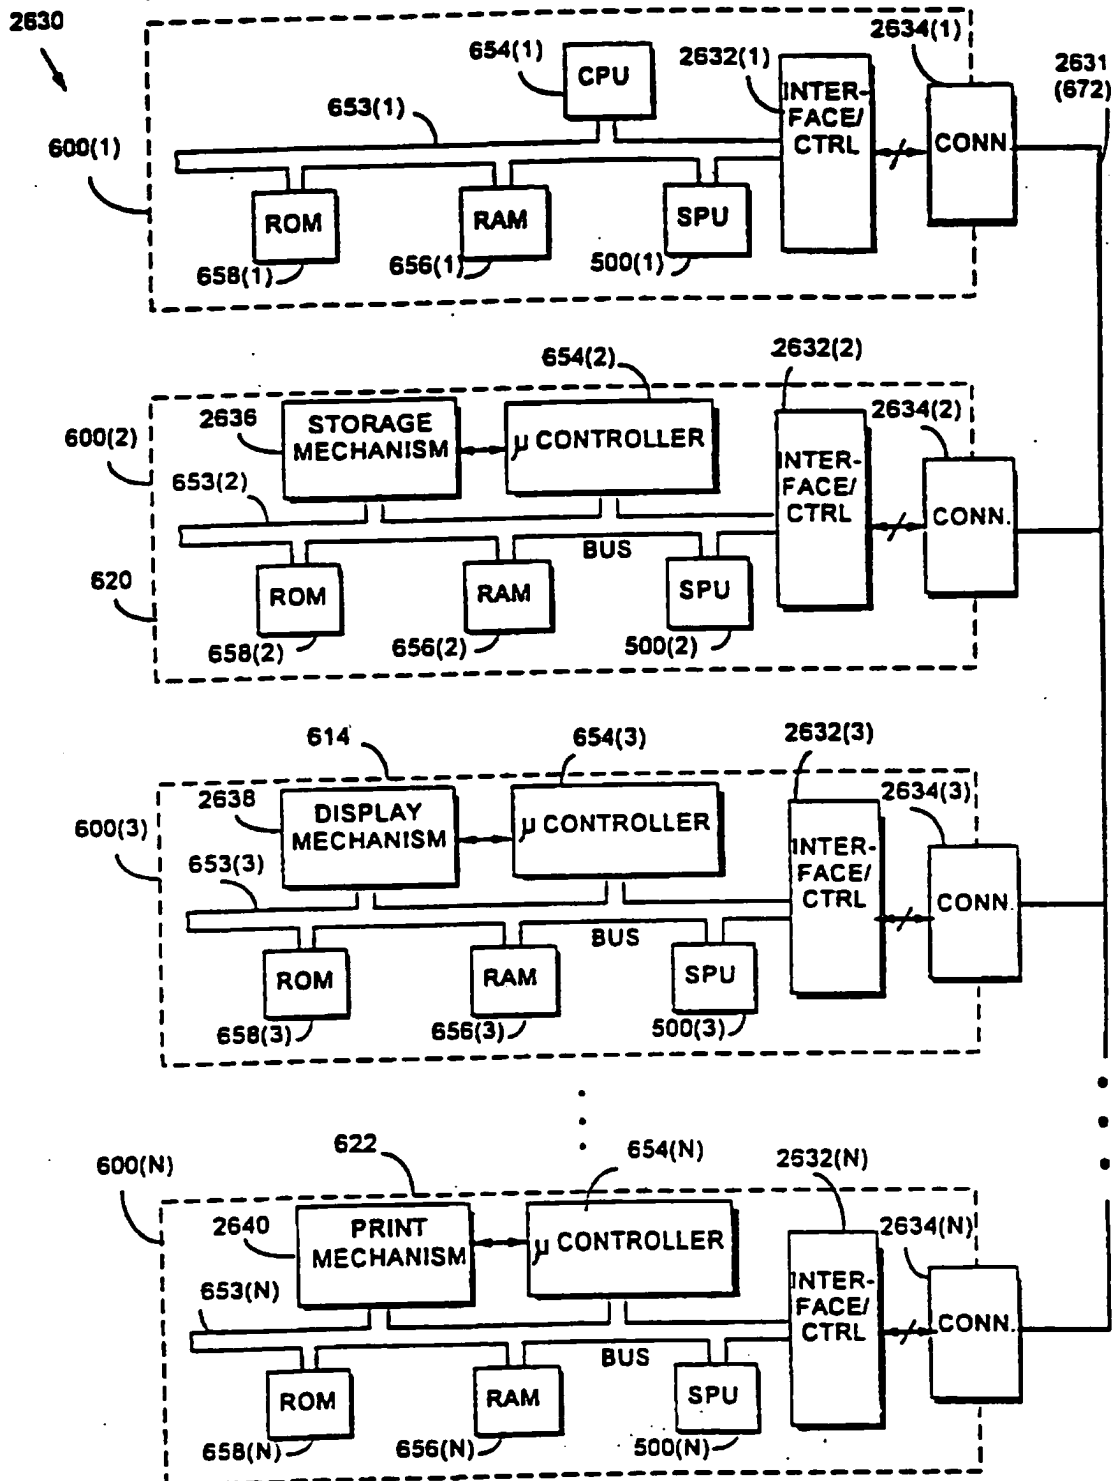 2630
654(1)
2632(1)
2634(1)
2631
(672)
CPU
INTER-
FACE/
CTRL
653(1)
600(1)
CONN.
ROM
RAM
SPU
658(1)
656(1)
500(1)
654(2)
2632(2)
2634(2)
600(2)
2636
STORAGE
MECHANISM
μ CONTROLLER
INTER-
FACE/
CTRL
653(2)
CONN.
BUS
620
ROM
RAM
SPU
658(2)
656(2)
500(2)
614
654(3)
2632(3)
2634(3)
600(3)
2638
DISPLAY
MECHANISM
μ CONTROLLER
INTER-
FACE/
CTRL
653(3)
CONN.
BUS
ROM
RAM
SPU
658(3)
656(3)
500(3)
600(N)
622
654(N)
2632(N)
2634(N)
2640
PRINT
MECHANISM
μ CONTROLLER
INTER-
FACE/
CTRL
653(N)
CONN.
BUS
ROM
RAM
SPU
658(N)
656(N)
500(N)